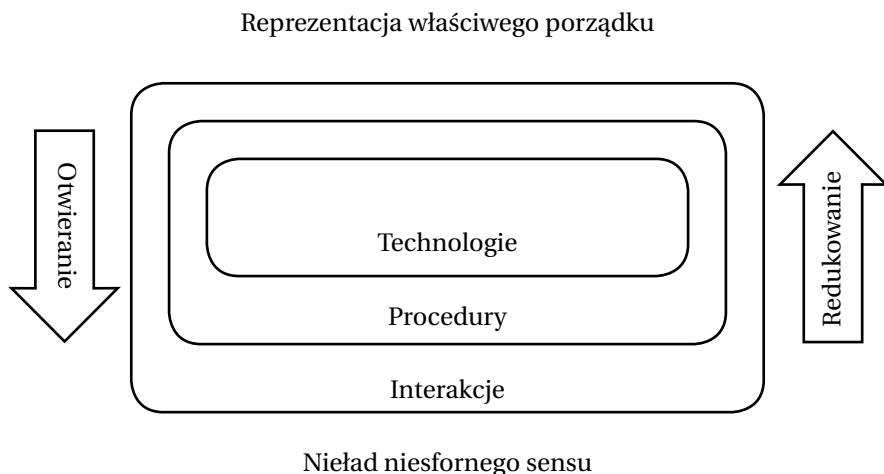 Reprezentacja właściwego porządku
Otwieranie
Technologie
Procedury
Interakcje
Redukowanie
Nieład niesfornego sensu